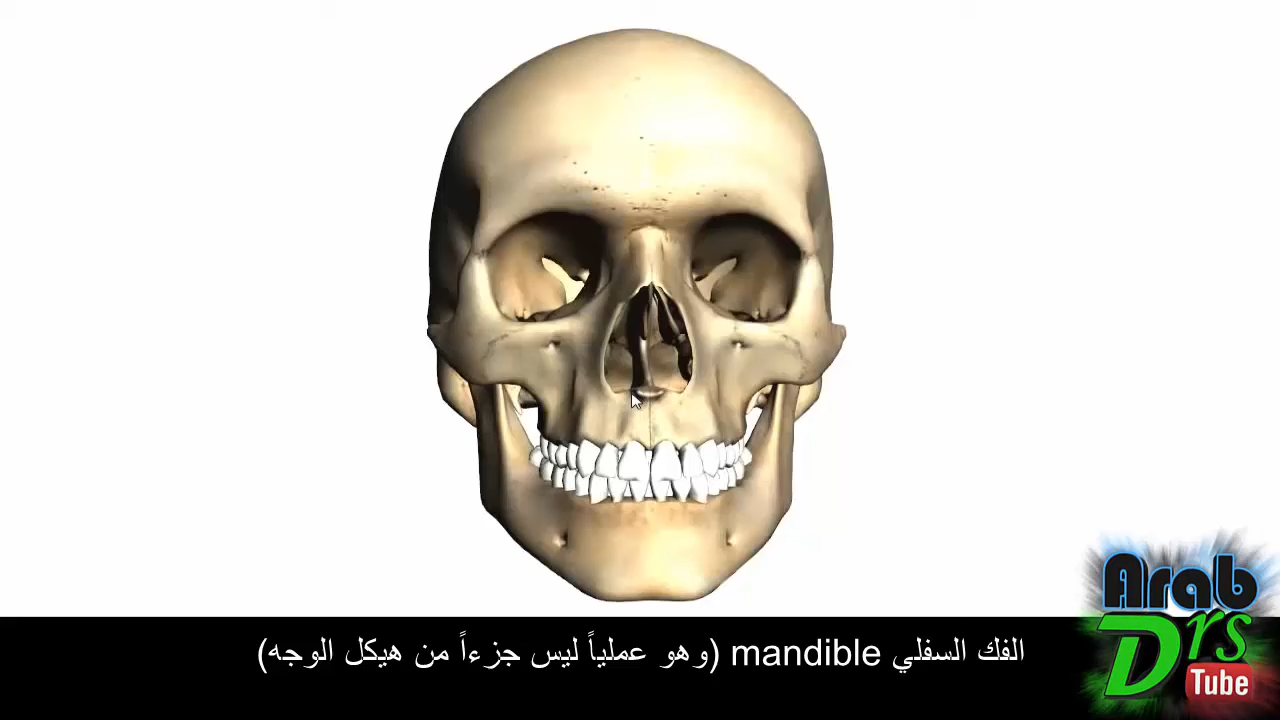 الفك السفلي mandible (وهو عملياً ليس جزءاً من هيكل الوجه)
Arab
Drs
Tube